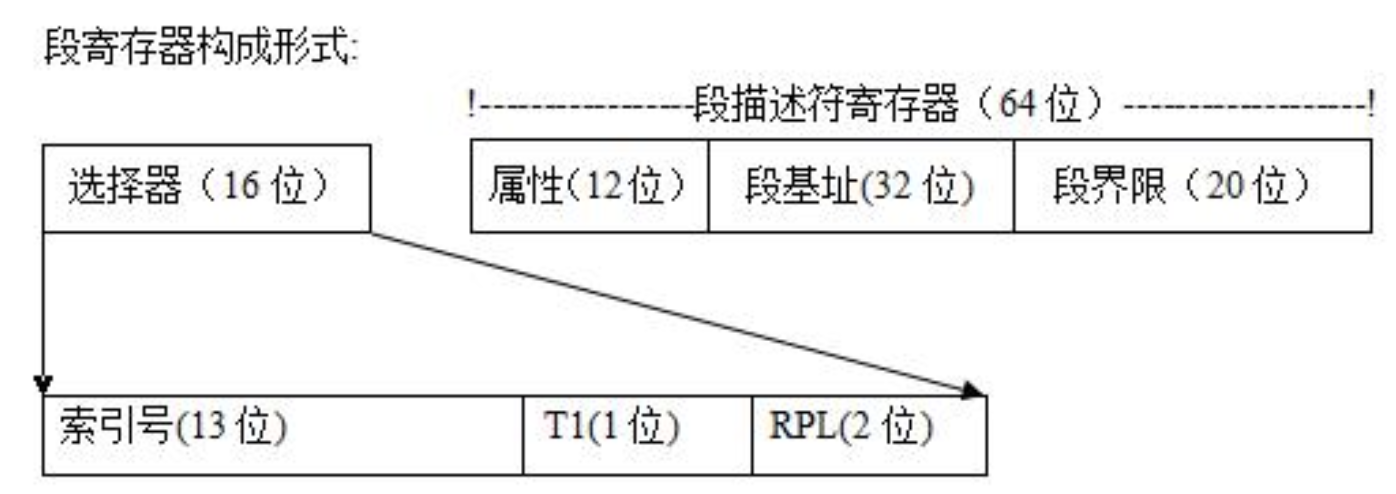 段寄存器构成形式:
!------------------段描述符寄存器（64 位）--------------------!
选择器（16 位） 属性(12位） 段基址(32 位) 段界限（20 位）
索引号(13 位) T1(1 位) RPL(2 位)